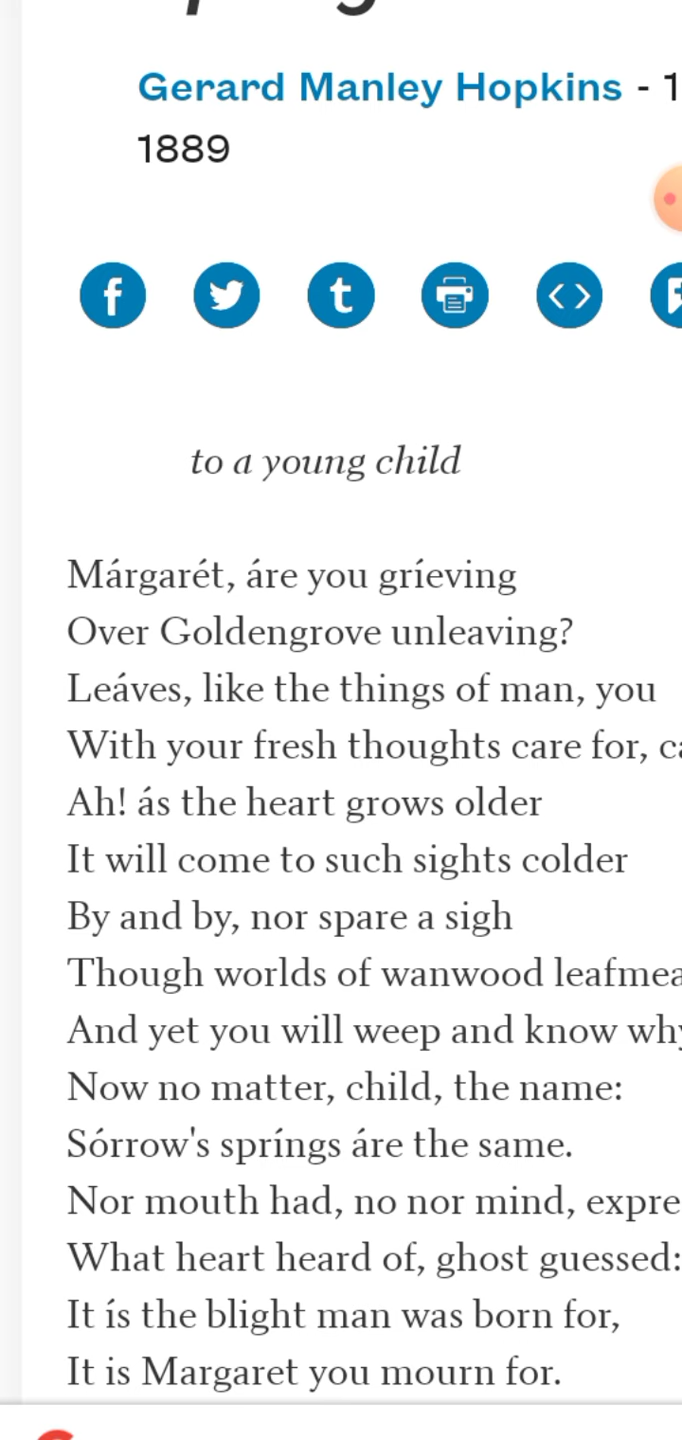 Gerard Manley Hopkins - 1
1889
to a young child
Márgarét, áre you gríeving
Over Goldengrove unleaving?
Leáves, like the things of man, you
With your fresh thoughts care for,
Ah! ás the heart grows older
It will come to such sights colder
By and by, nor spare a sigh
Though worlds of wanwood
And yet you will weep and know
Now no matter, child, the name:
Sórrow's spríngs áre the same.
Nor mouth had, no nor mind,
What heart heard of, ghost guessed:
It ís the blight man was born for,
It is Margaret you mourn for.